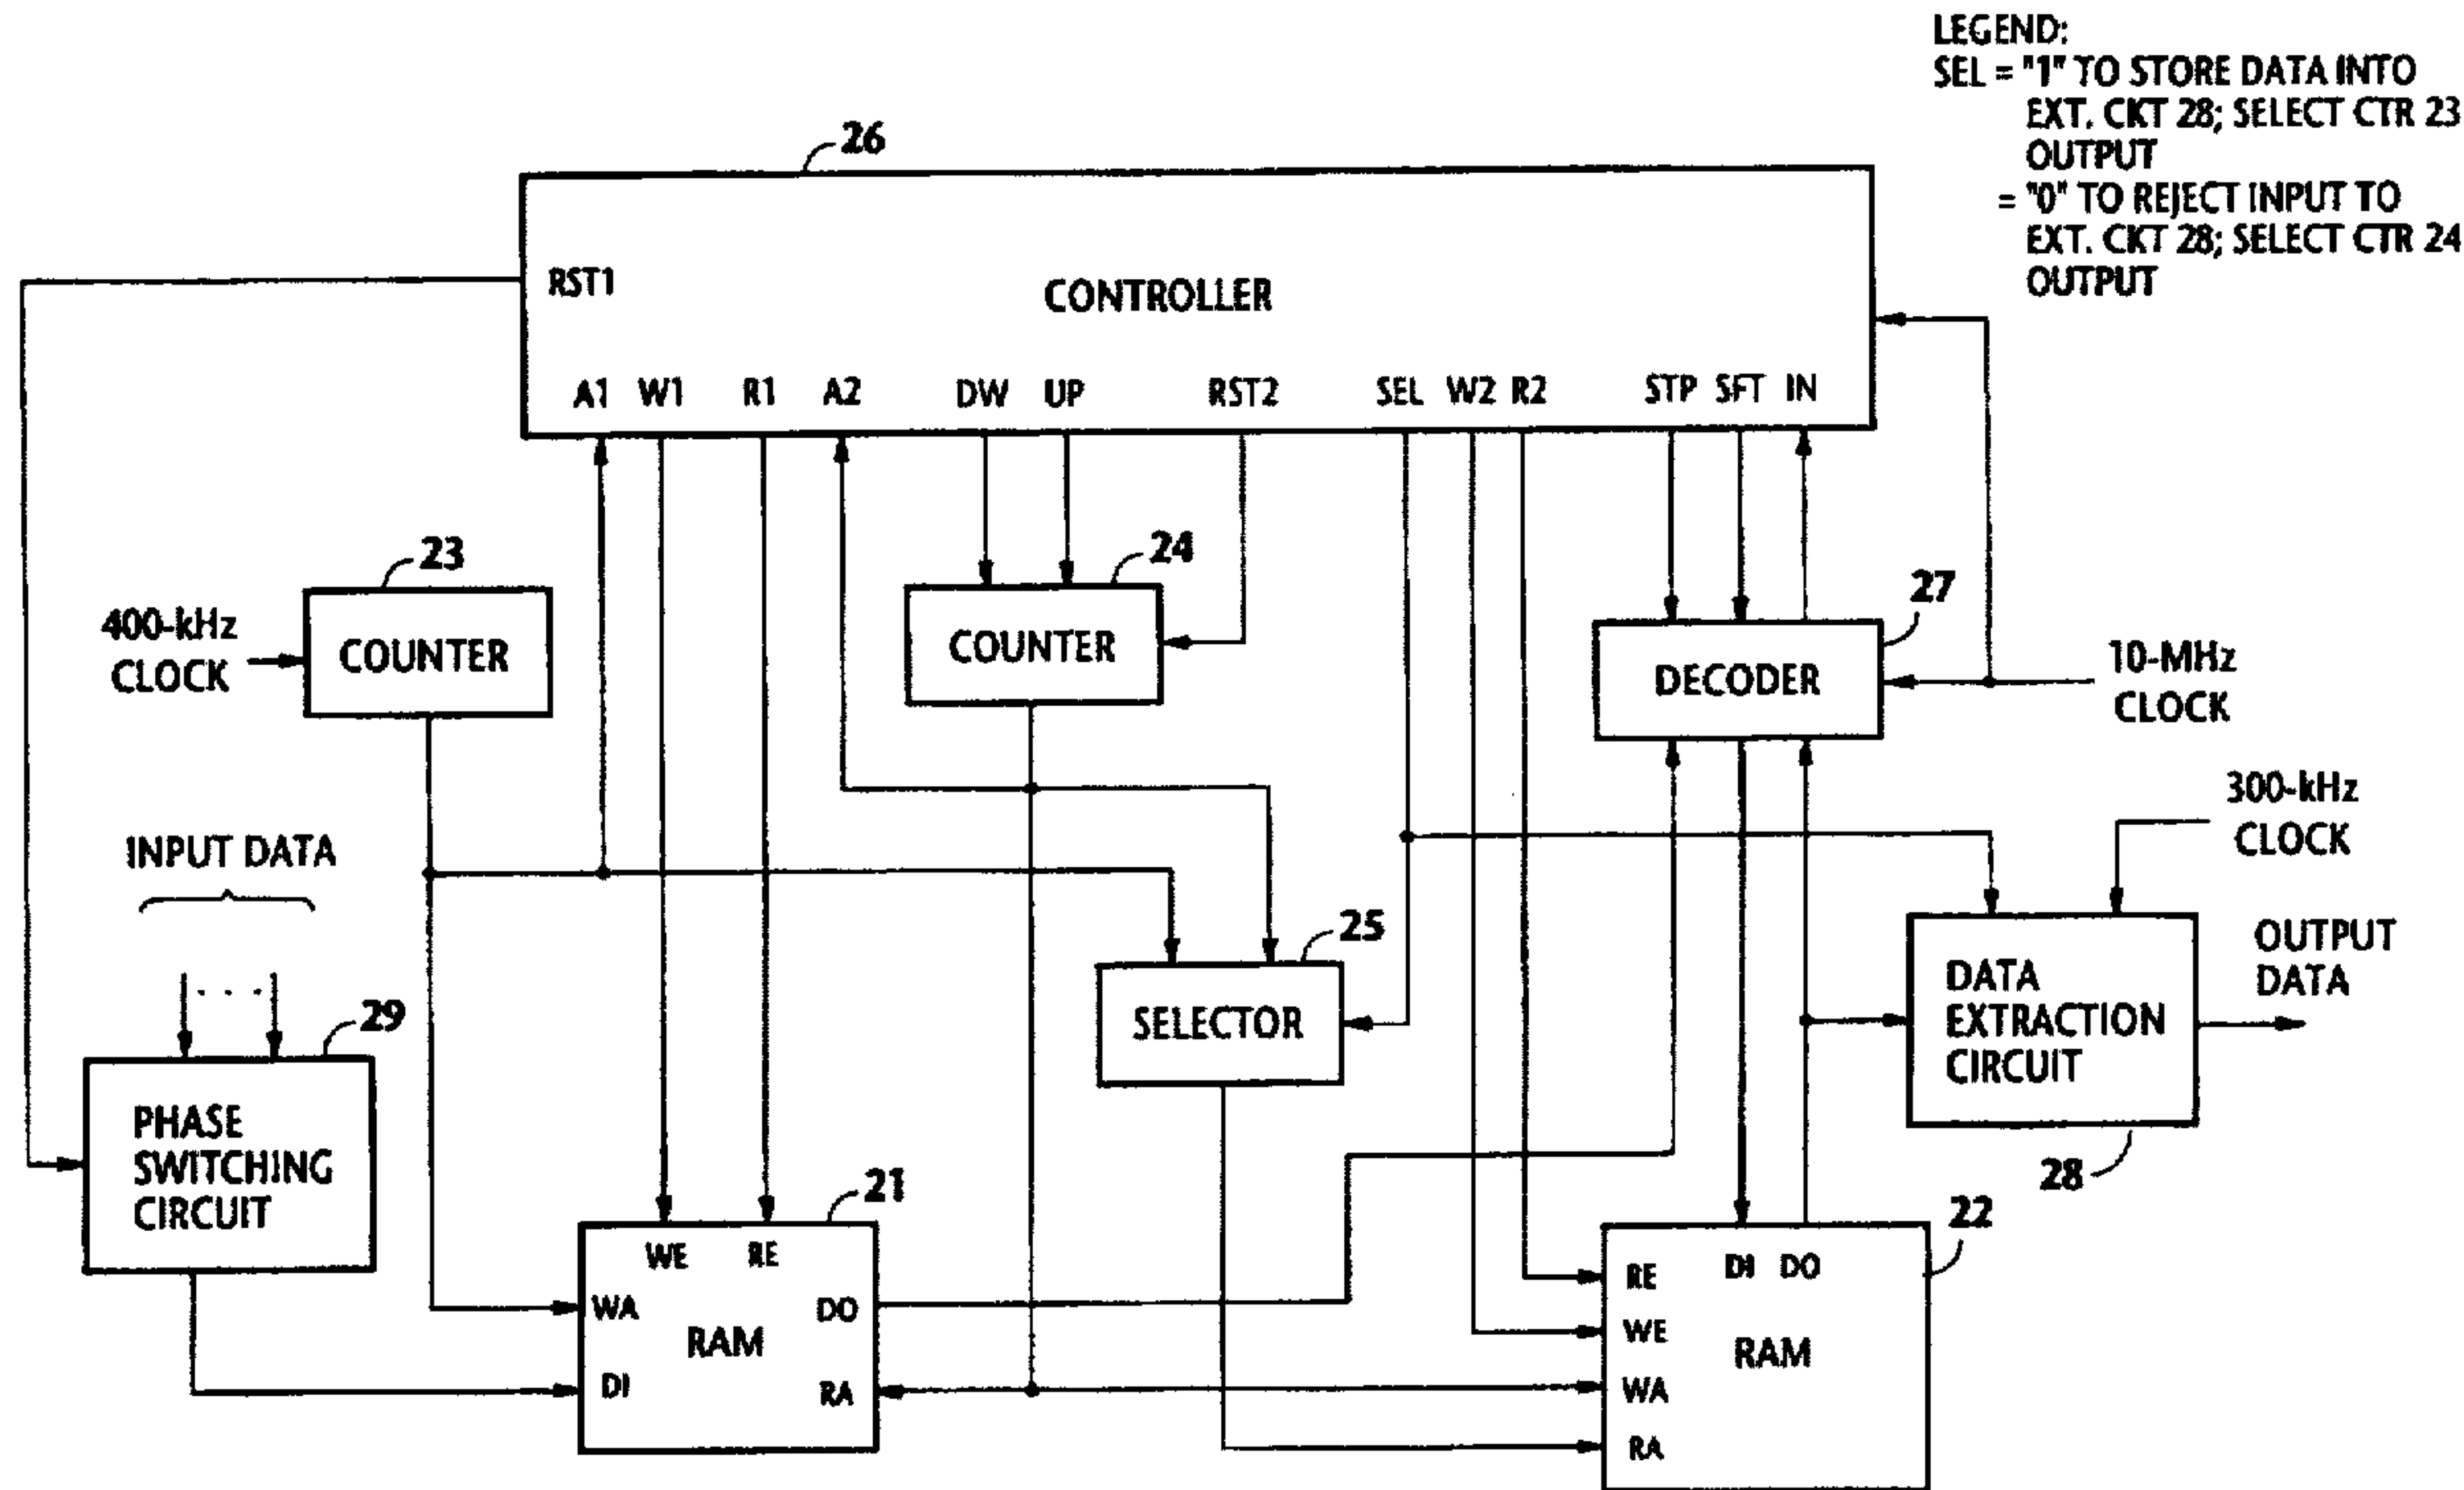 LEGEND:
SEL = "1" TO STORE DATA INTO
EXT. CKT 28; SELECT CTR 23
OUTPUT
= "0" TO REJECT INPUT TO
EXT. CKT 28; SELECT CTR 24
OUTPUT
26
RST1
CONTROLLER
A1 W1 R1 A2 DW UP RST2 SEL W2 R2 STP SFT IN
23
24
27
400-kHz
CLOCK
COUNTER
COUNTER
DECODER
10-MHz
CLOCK
300-kHz
CLOCK
INPUT DATA
25
SELECTOR
OUTPUT
DATA
DATA
EXTRACTION
CIRCUIT
28
29
PHASE
SWITCHING
CIRCUIT
21
WE RE
WA DO
RAM
DI RA
22
RE DI DO
WE
RAM
WA
RA